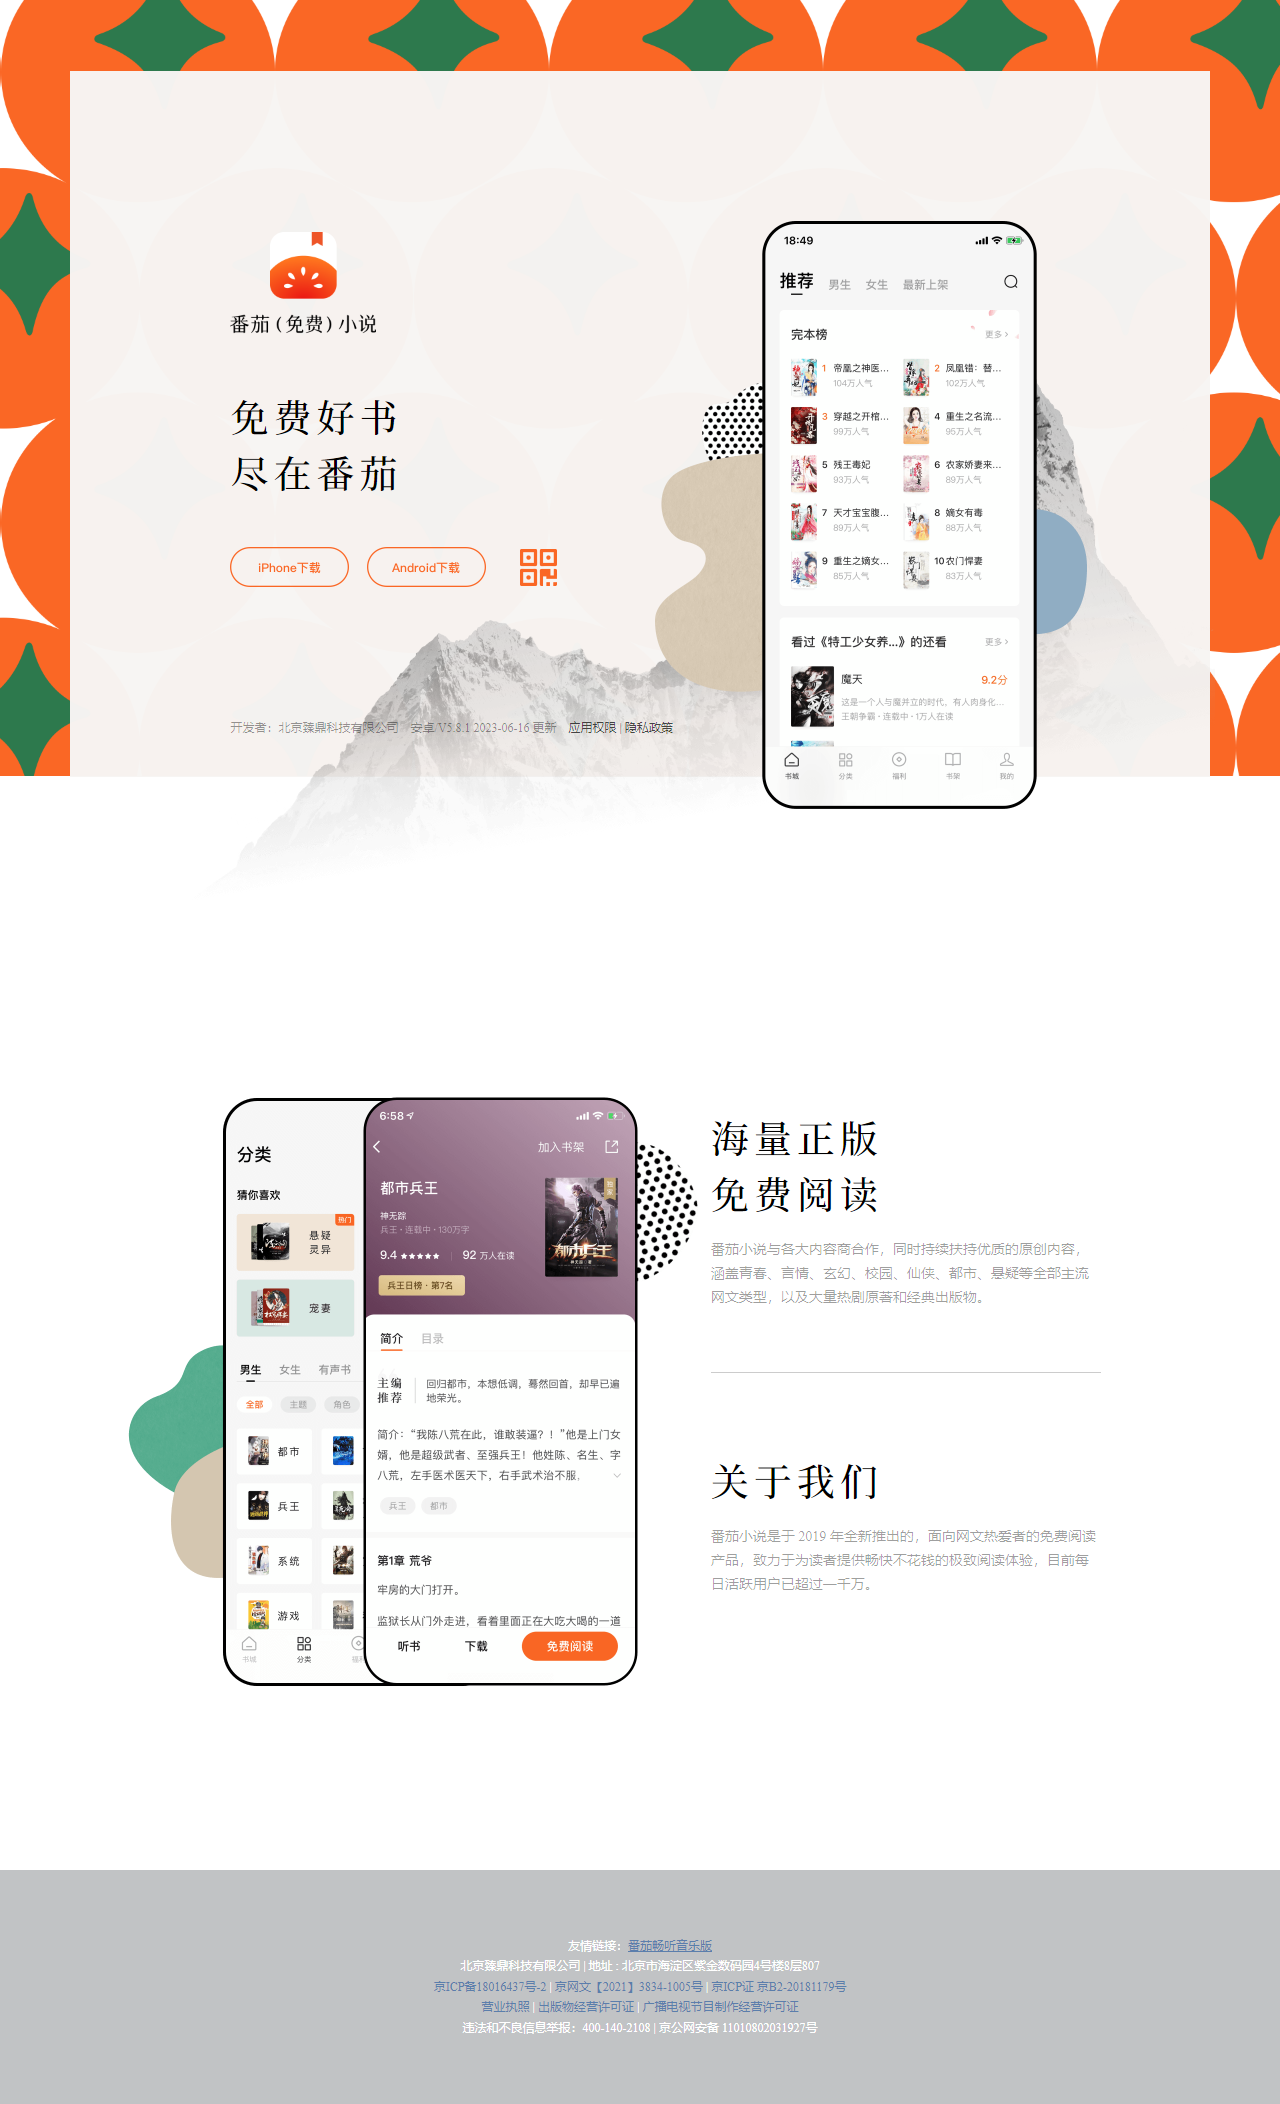 番茄(免费)小说
免费好书
尽在番茄
iPhone下载
Android下载
开发者：北京臻鼎科技有限公司 安卓/V5.8.1 2023-06-16 更新 应用权限 | 隐私政策
18:49
推荐 男生 女生 最新上架
完本榜 更多 >
1 帝凰之神医...
104万人气
2 凤凰错：替...
102万人气
3 穿越之开棺...
99万人气
4 重生之名流...
95万人气
5 残王毒妃
93万人气
6 农家娇妻来...
89万人气
7 天才宝宝腹...
89万人气
8 嫡女有毒
88万人气
9 重生之嫡女...
85万人气
10 农门悍妻
83万人气
看过《特工少女养...》的还看 更多 >
魔天 9.2分
这是一个人与魔并立的时代，有人肉身化...
王朝争霸·连载中·1万人在读
书城 分类 福利 书架 我的
分类
猜你喜欢
热门
悬疑
灵异
宠妻
男生 女生 有声书
全部 主题 角色
都市
兵王
系统
游戏
书城 分类
6:58
加入书架
都市兵王
神无踪
兵王·连载中·130万字
9.4 ★★★★★ 92 万人在读
兵王日榜·第7名
独家
都市兵王
简介 目录
主编
推荐
回归都市，本想低调，蓦然回首，却早已遍
地荣光。
简介：“我陈八荒在此，谁敢装逼？！”他是上门女
婿，他是超级武者、至强兵王！他姓陈、名生、字
八荒，左手医术医天下，右手武术治不服，
兵王 都市
第1章 荒爷
牢房的大门打开。
监狱长从门外走进，看着里面正在大吃大喝的一道
听书 下载 免费阅读
海量正版
免费阅读
番茄小说与各大内容商合作，同时持续扶持优质的原创内容，
涵盖青春、言情、玄幻、校园、仙侠、都市、悬疑等全部主流
网文类型，以及大量热剧原著和经典出版物。
关于我们
番茄小说是于 2019 年全新推出的，面向网文热爱者的免费阅读
产品，致力于为读者提供畅快不花钱的极致阅读体验，目前每
日活跃用户已超过一千万。
友情链接：番茄畅听音乐版
北京臻鼎科技有限公司 | 地址 : 北京市海淀区紫金数码园4号楼8层807
京ICP备18016437号-2 | 京网文【2021】3834-1005号 | 京ICP证 京B2-20181179号
营业执照 | 出版物经营许可证 | 广播电视节目制作经营许可证
违法和不良信息举报：400-140-2108 | 京公网安备 11010802031927号